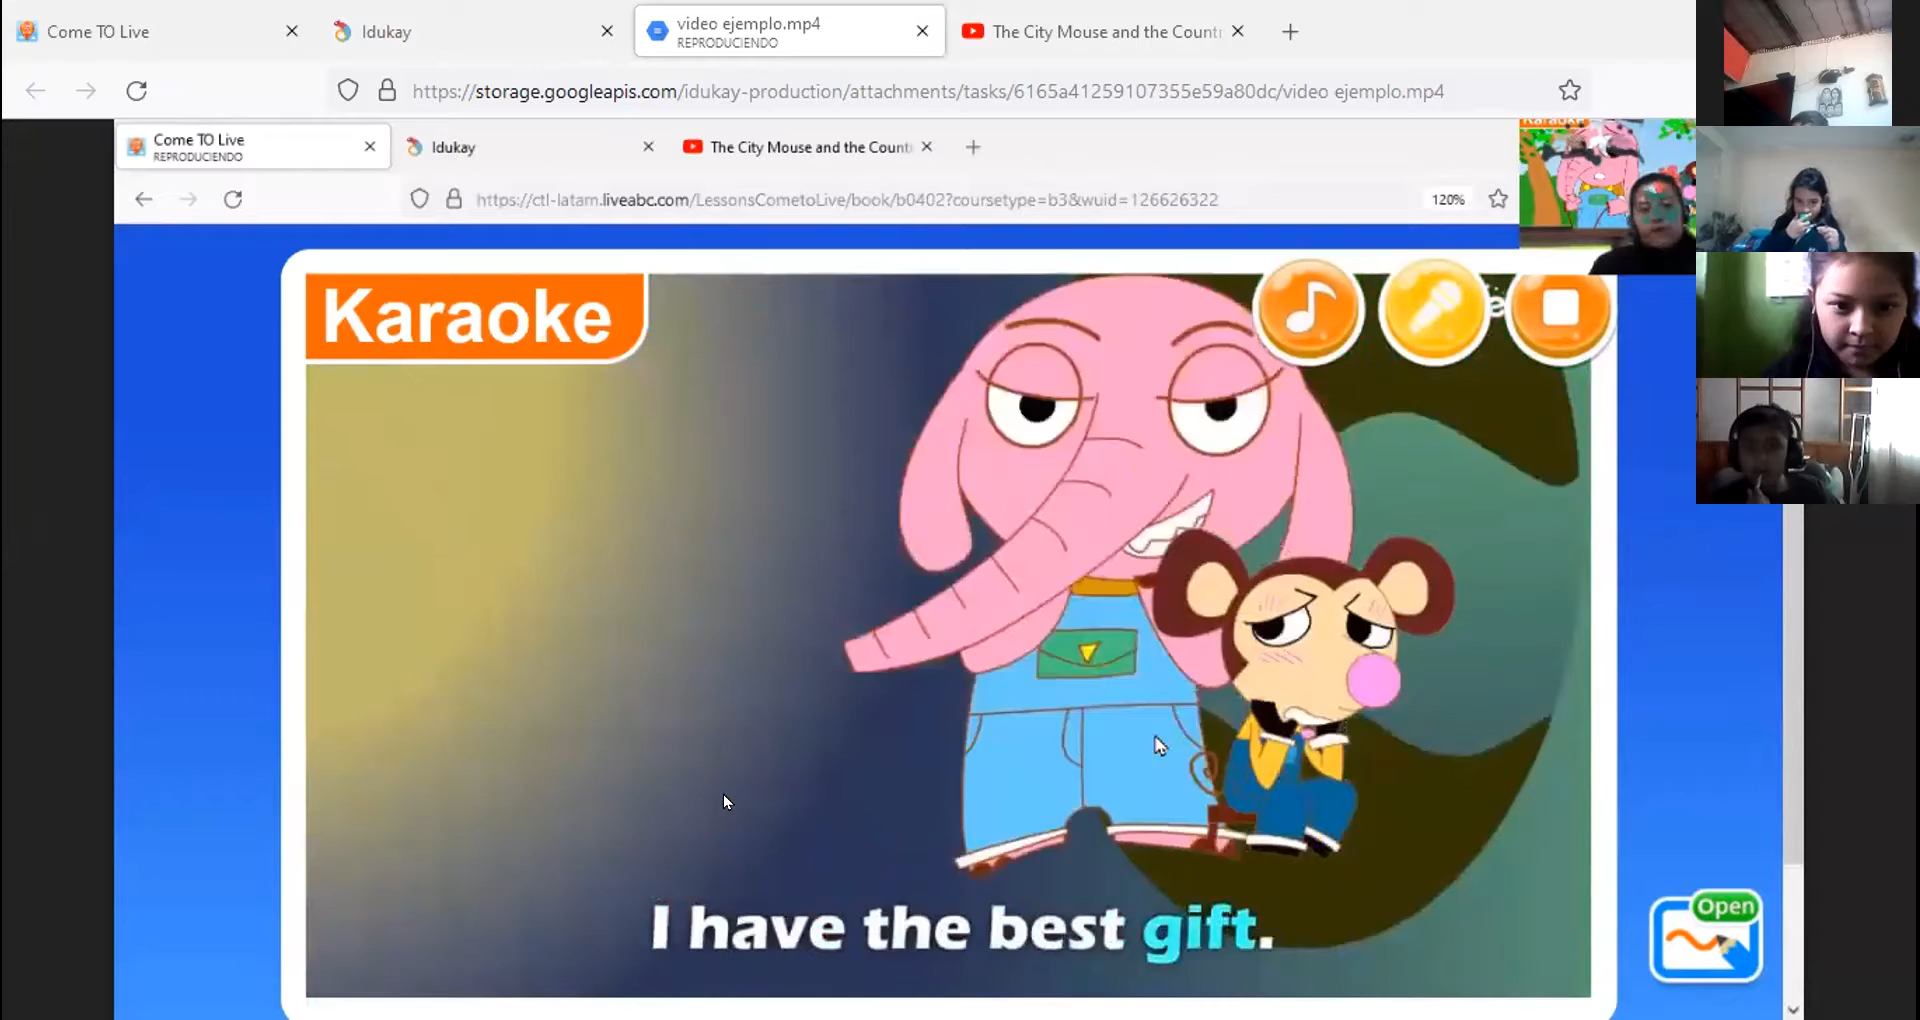 Come TO Live
Idukay
video ejemplo.mp4
REPRODUCIENDO
The City Mouse and the Countr
https://storage.googleapis.com/idukay-production/attachments/tasks/6165a41259107355e59a80dc/video ejemplo.mp4
Come TO Live
REPRODUCIENDO
Idukay
The City Mouse and the Count
https://ctl-latam.liveabc.com/LessonsCometoLive/book/b0402?coursetype=b3&wuid=126626322
120%
Karaoke
Karaoke
I have the best gift.
Open